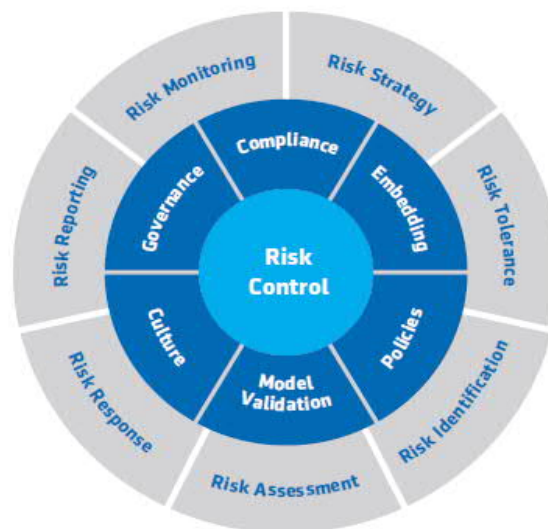 Risk Strategy
Risk Tolerance
Risk Identification
Risk Assessment
Risk Response
Risk Reporting
Risk Monitoring
Compliance
Embedding
Policies
Model
Validation
Culture
Governance
Risk
Control